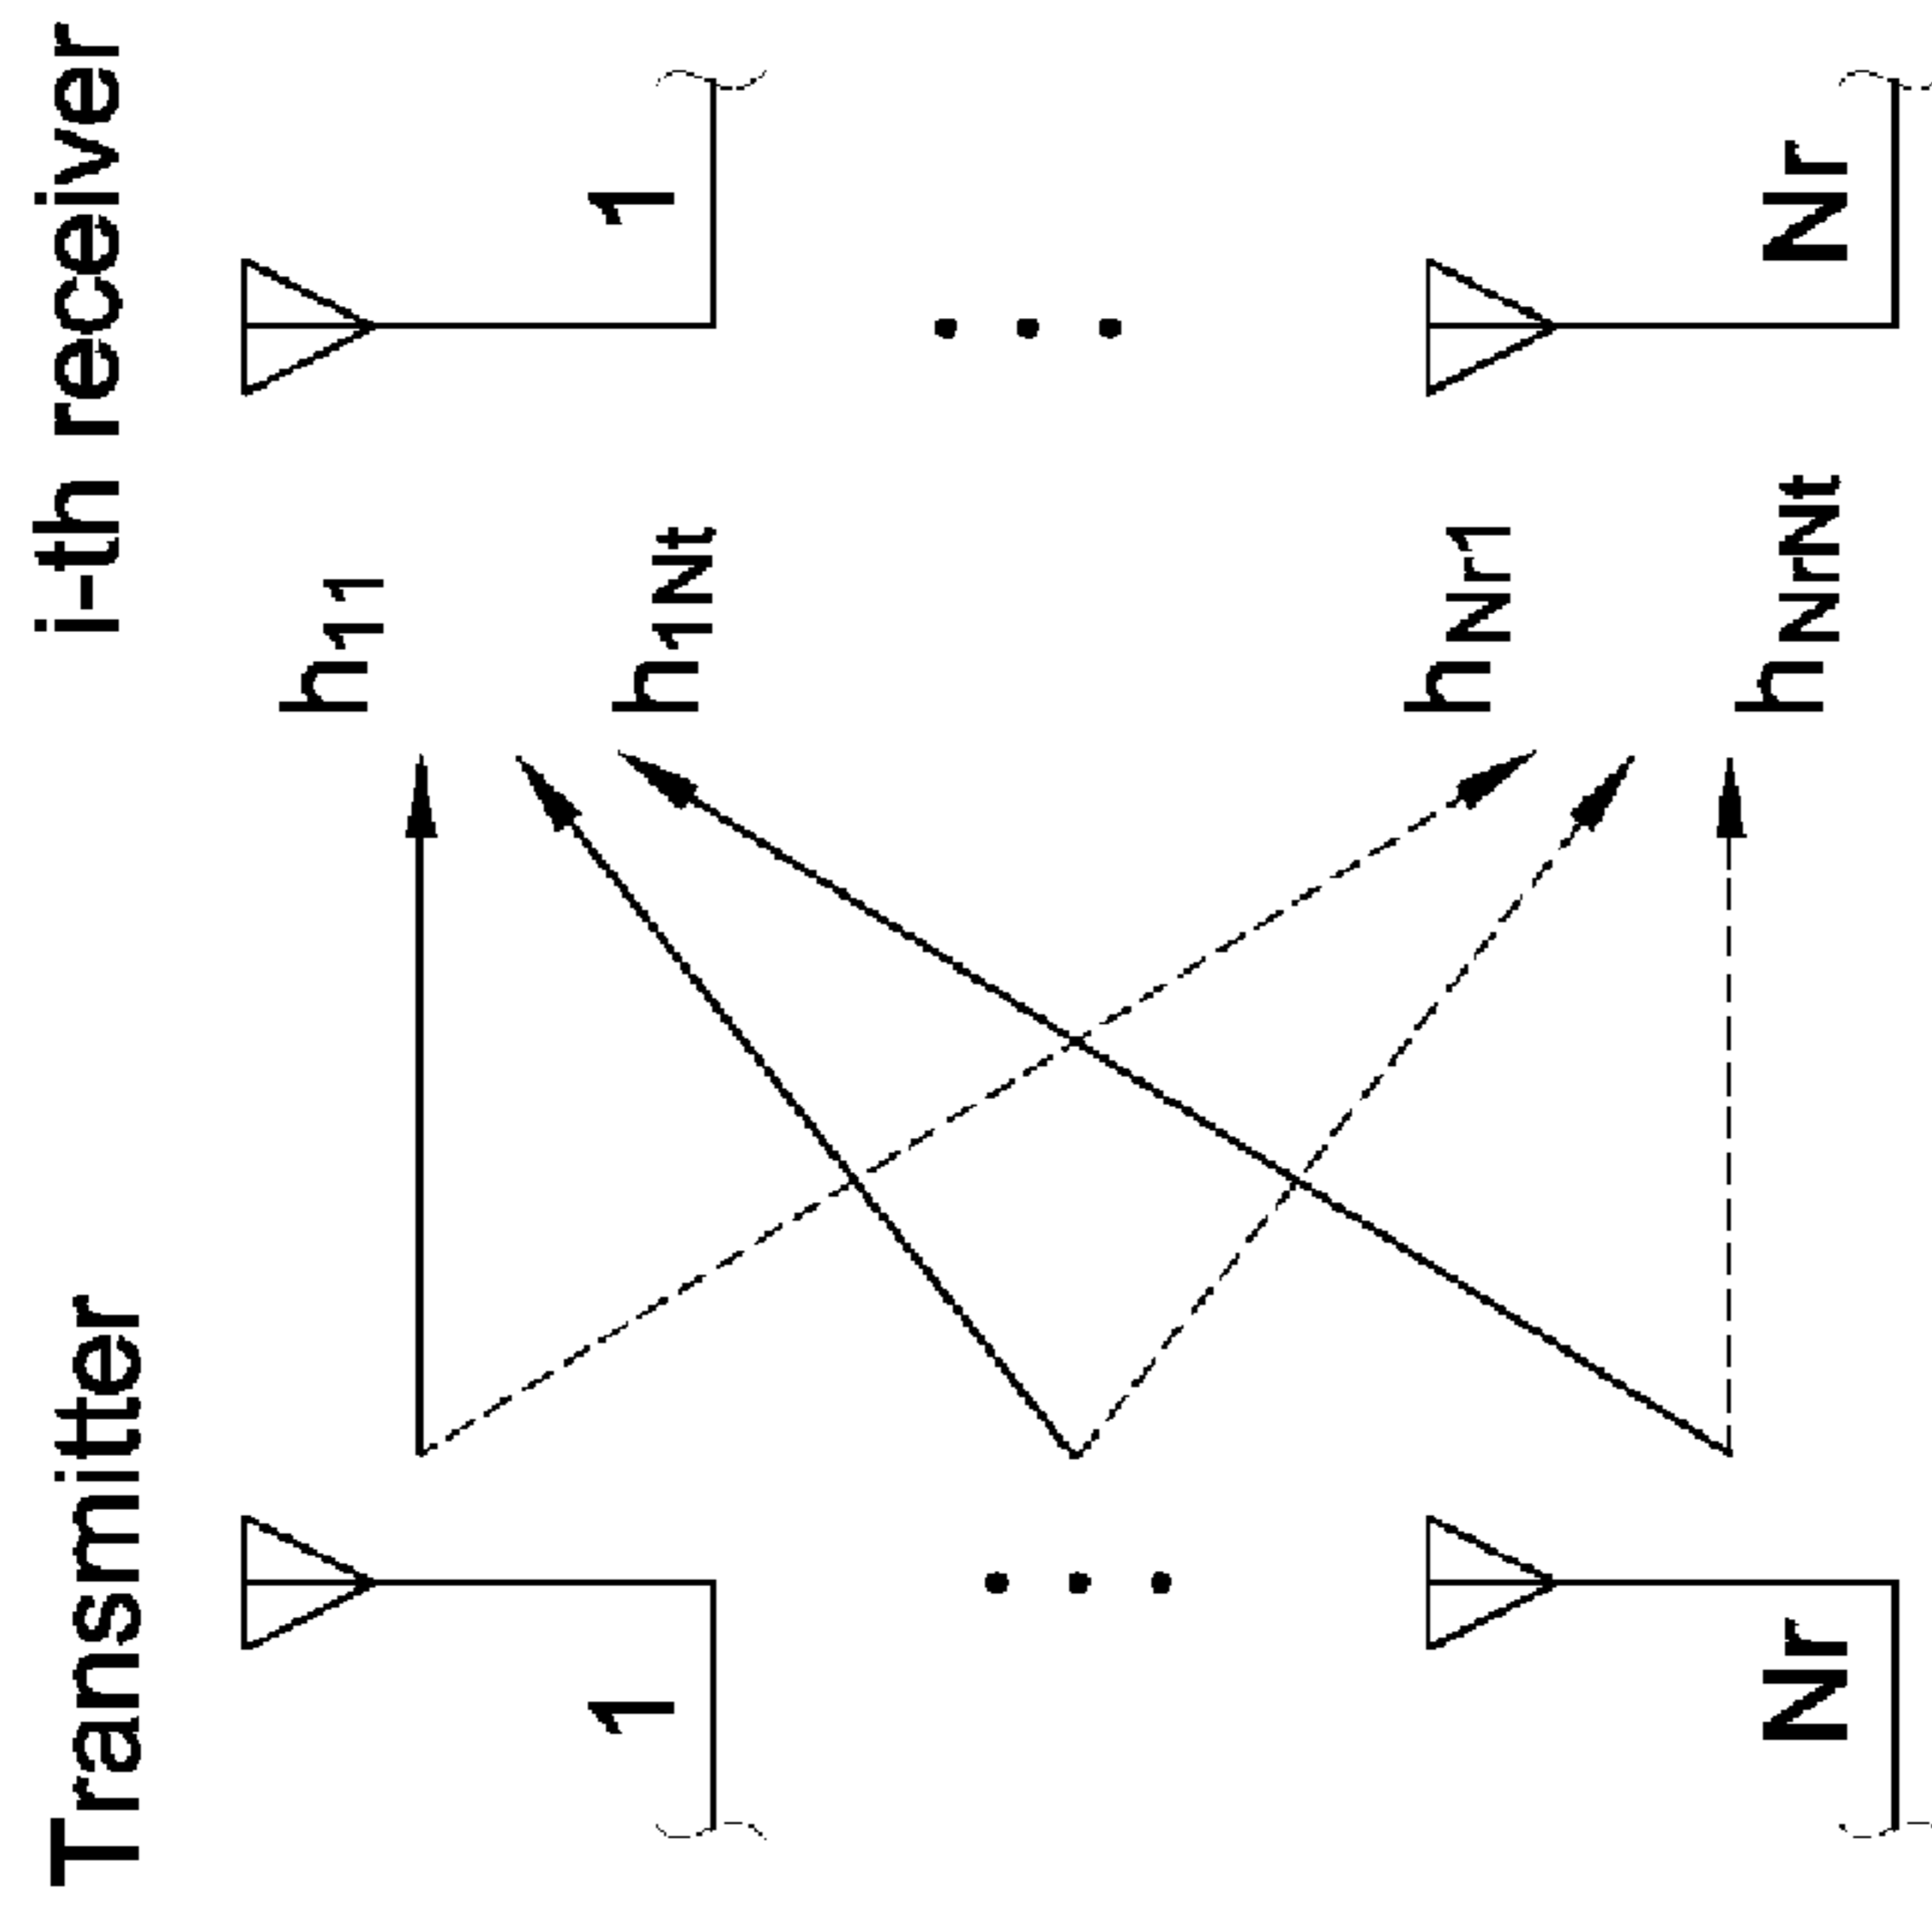 Transmitter
i-th receiver
1
h11
1
h1Nt
hNr1
Nr
hNrNt
Nr